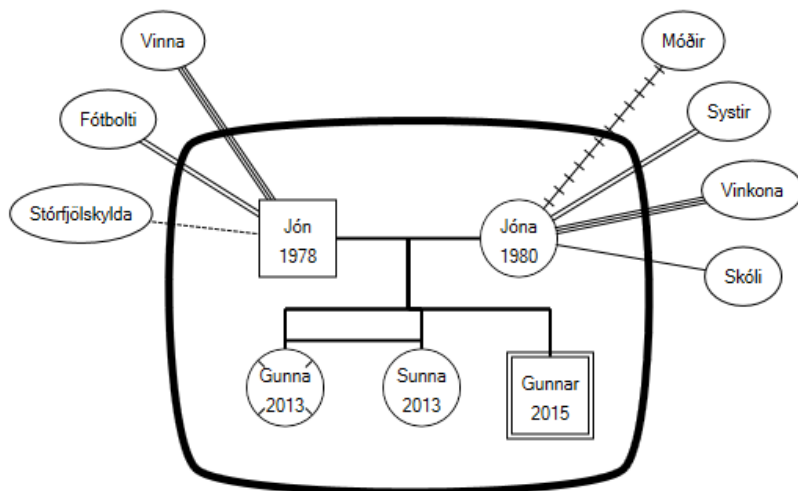 Vinna
Móðir
Fótbolti
Systir
Vinkona
Stórfjölskylda
Jón
1978
Jóna
1980
Skóli
Gunna
2013
Sunna
2013
Gunnar
2015